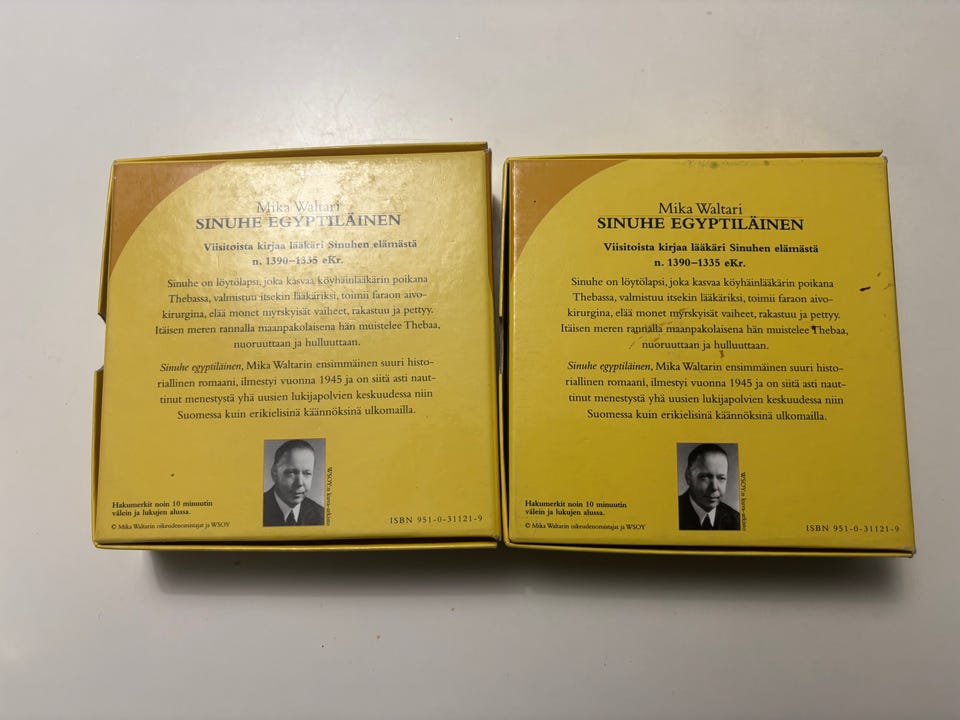 Mika Waltari
SINUHE EGYPTILÄINEN
Viisitoista kirjaa lääkäri Sinuhen elämästä
n. 1390–1335 eKr.
Sinuhe on löytölapsi, joka kasvaa köyhäinlääkärin poikana
Thebassa, valmistuu itsekin lääkäriksi, toimii faraon aivo-
kirurgina, elää monet myrskyisät vaiheet, rakastuu ja pettyy.
Itäisen meren rannalla maanpakolaisena hän muistelee Thebaa,
nuoruuttaan ja hulluuttaan.
Sinuhe egyptiläinen, Mika Waltarin ensimmäinen suuri histo-
riallinen romaani, ilmestyi vuonna 1945 ja on siitä asti naut-
tinut menestystä yhä uusien lukijapolvien keskuudessa niin
Suomessa kuin erikielisinä käännöksinä ulkomailla.
WSOY:n kuva-arkisto
Hakumerkit noin 10 minuutin
välein ja lukujen alussa.
© Mika Waltarin oikeudenomistajat ja WSOY
ISBN 951-0-31121-9
Mika Waltari
SINUHE EGYPTILÄINEN
Viisitoista kirjaa lääkäri Sinuhen elämästä
n. 1390–1335 eKr.
Sinuhe on löytölapsi, joka kasvaa köyhäinlääkärin poikana
Thebassa, valmistuu itsekin lääkäriksi, toimii faraon aivo-
kirurgina, elää monet myrskyisät vaiheet, rakastuu ja pettyy.
Itäisen meren rannalla maanpakolaisena hän muistelee Thebaa,
nuoruuttaan ja hulluuttaan.
Sinuhe egyptiläinen, Mika Waltarin ensimmäinen suuri histo-
riallinen romaani, ilmestyi vuonna 1945 ja on siitä asti naut-
tinut menestystä yhä uusien lukijapolvien keskuudessa niin
Suomessa kuin erikielisinä käännöksinä ulkomailla.
WSOY:n kuva-arkisto
Hakumerkit noin 10 minuutin
välein ja lukujen alussa.
© Mika Waltarin oikeudenomistajat ja WSOY
ISBN 951-0-31121-9